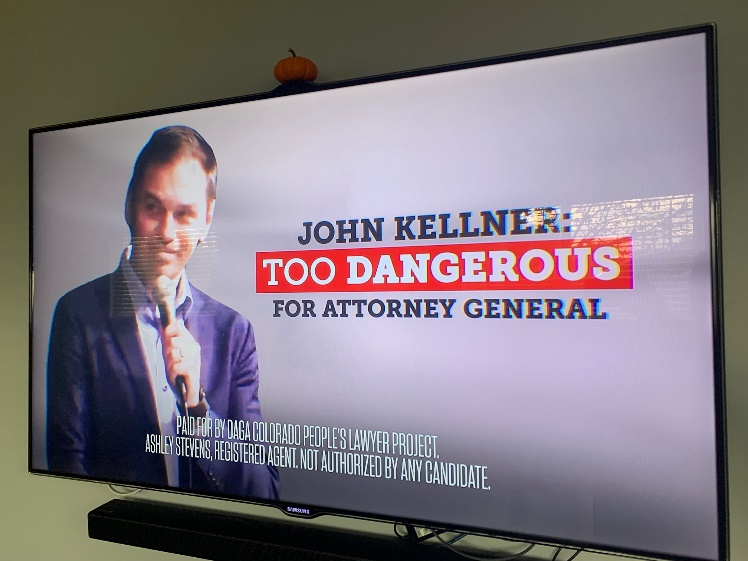 JOHN KELLNER:
TOO DANGEROUS
FOR ATTORNEY GENERAL
PAID FOR BY DAGA COLORADO PEOPLE'S LAWYER PROJECT.
ASHLEY STEVENS, REGISTERED AGENT. NOT AUTHORIZED BY ANY CANDIDATE.
SAMSUNG